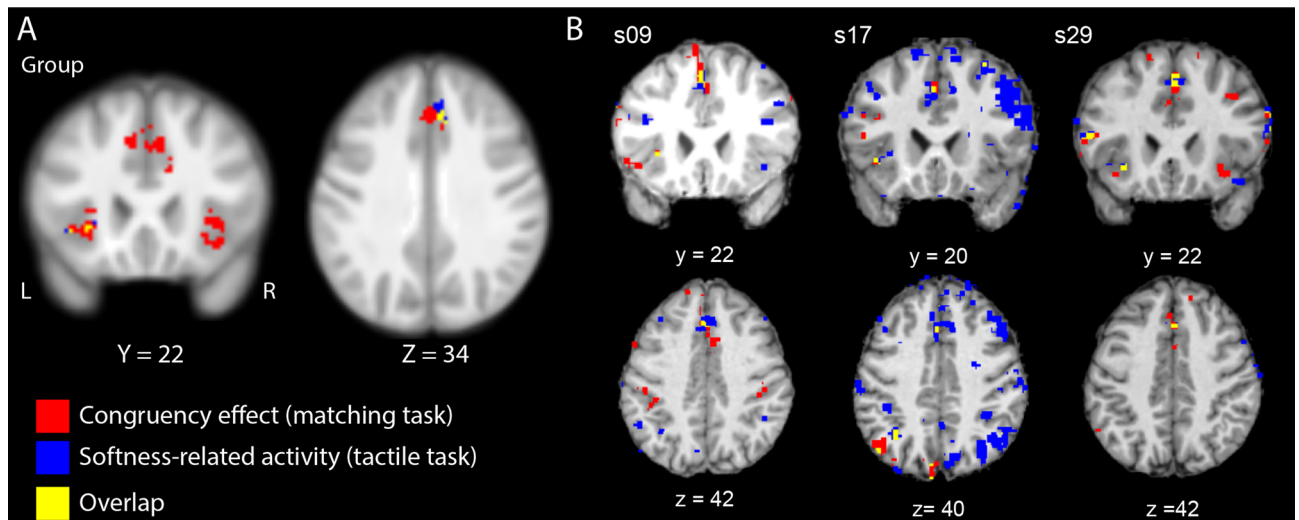 A
Group
L
R
Y = 22
Z = 34
Congruency effect (matching task)
Softness-related activity (tactile task)
Overlap
B
s09
s17
s29
y = 22
y = 20
y = 22
z = 42
z= 40
z =42